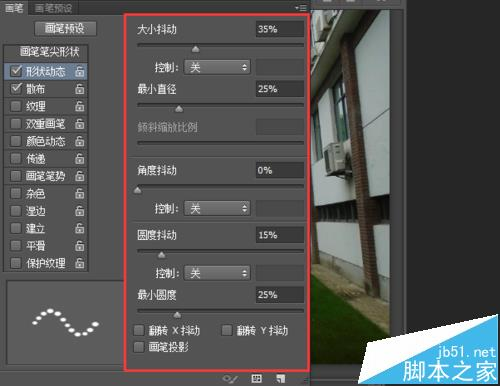 画笔 画笔预设
画笔预设
画笔笔尖形状
形状动态
散布
纹理
双重画笔
颜色动态
传递
画笔笔势
杂色
湿边
建立
平滑
保护纹理
大小抖动 35%
控制: 关
最小直径 25%
倾斜缩放比例
角度抖动 0%
控制: 关
圆度抖动 15%
控制: 关
最小圆度 25%
翻转 X 抖动 翻转 Y 抖动
画笔投影
jb51.net
脚本之家